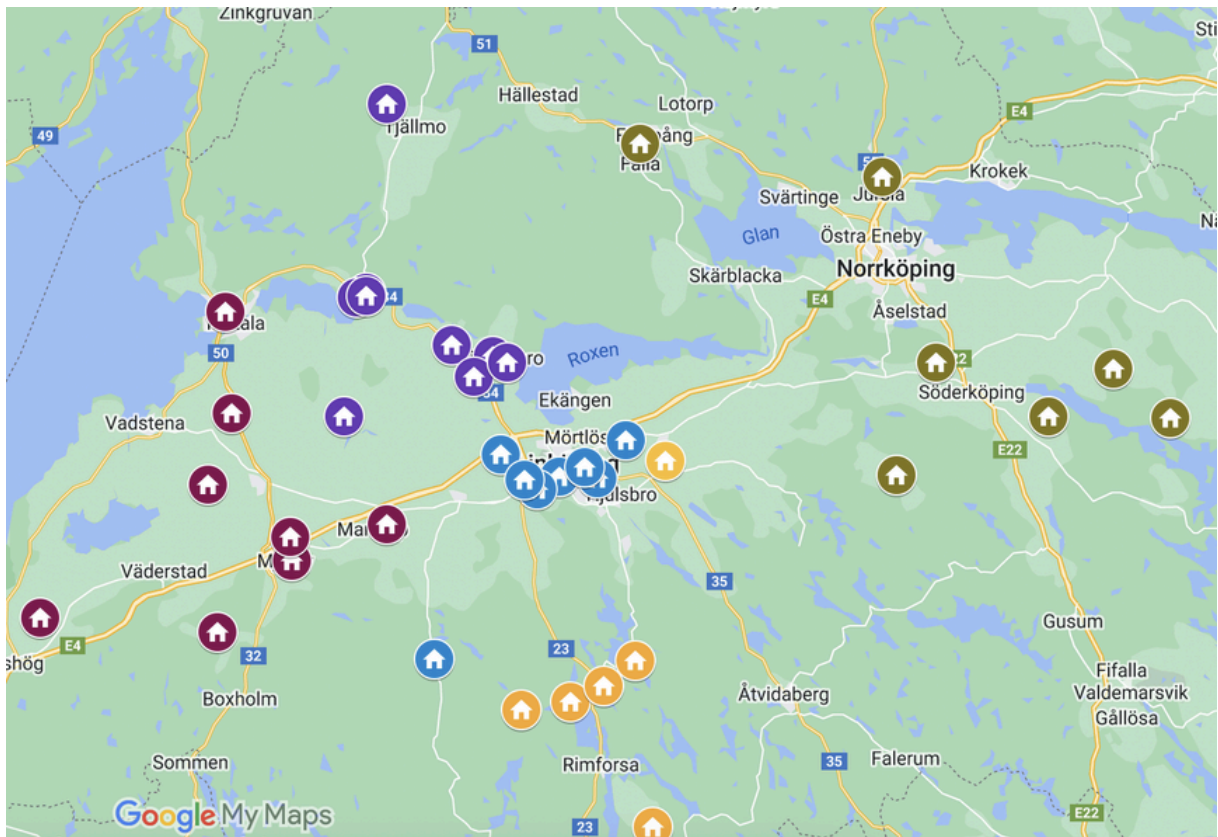 Zinkgruvan
51
Hällestad
Lotorp
E4
49
Tjällmo
Krokek
Svärtinge
Glan
Östra Eneby
Norrköping
Skärblacka
E4
Åselstad
50
Roxen
Söderköping
Ekängen
Vadstena
Mörtlös
E22
Hjulsbro
Väderstad
35
Gusum
E4
32
23
Fifalla
Åtvidaberg
Valdemarsvik
Boxholm
Gållösa
Sommen
Rimforsa
35
Falerum
Google My Maps
23
E22